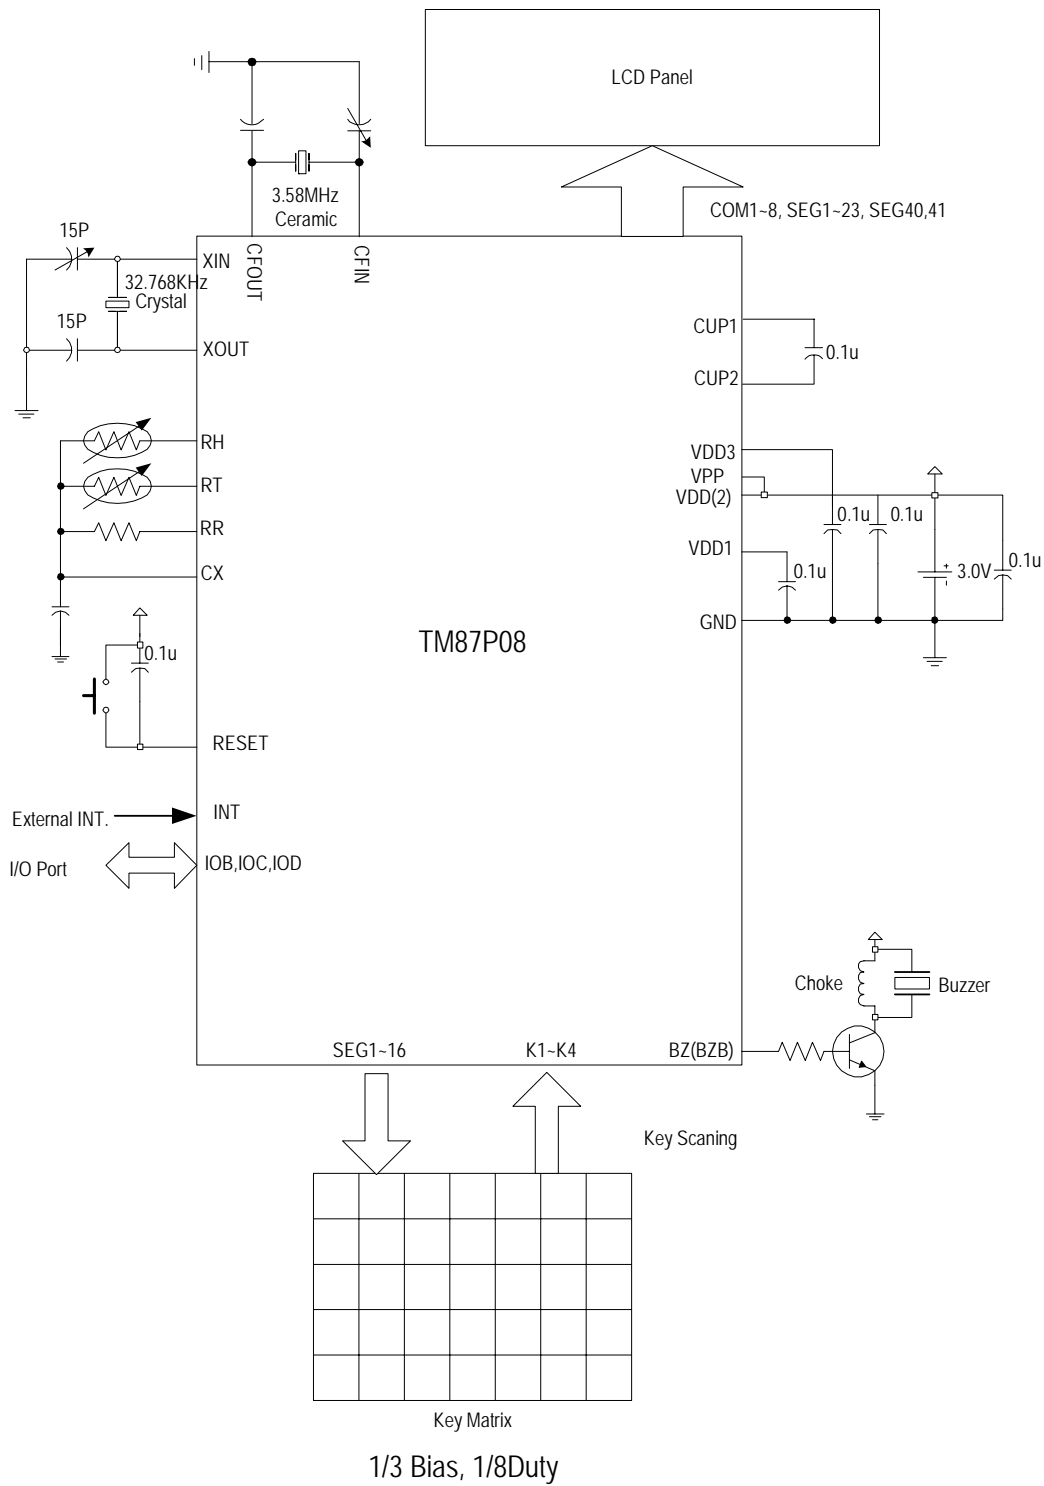 LCD Panel
3.58MHz
Ceramic
COM1~8, SEG1~23, SEG40,41
15P
XIN
CFOUT
CFIN
32.768KHz
Crystal
15P
XOUT
CUP1
0.1u
CUP2
RH
VDD3
VPP
RT
VDD(2)
0.1u
0.1u
RR
VDD1
0.1u
3.0V
0.1u
+
-
CX
GND
TM87P08
0.1u
RESET
INT
External INT.
IOB,IOC,IOD
I/O Port
Choke
Buzzer
SEG1~16
K1~K4
BZ(BZB)
Key Scaning
Key Matrix
1/3 Bias, 1/8Duty